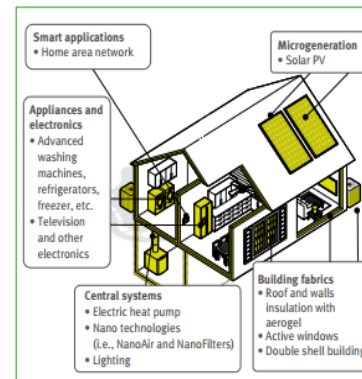 Smart applications
• Home area network
Microgeneration
• Solar PV
Appliances and
electronics
• Advanced
washing
machines,
refrigerators,
freezer, etc.
• Television
and other
electronics
Central systems
• Electric heat pump
• Nano technologies
(i.e., NanoAir and NanoFilters)
• Lighting
Building fabrics
• Roof and walls
insulation with
aerogel
• Active windows
• Double shell building